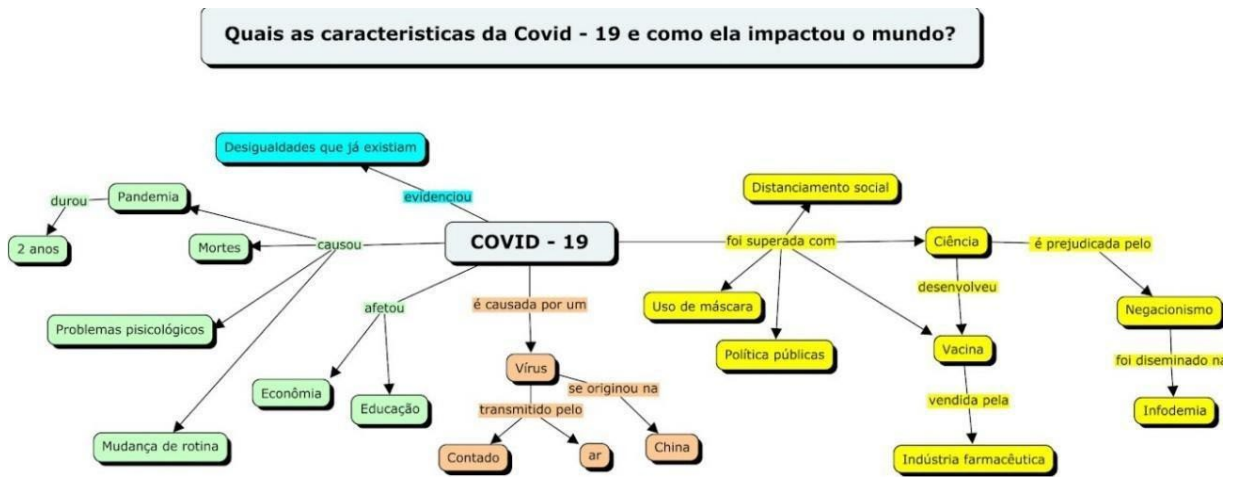 Quais as caracteristicas da Covid - 19 e como ela impactou o mundo?
Desigualdades que já existiam
evidenciou
Pandemia
durou
2 anos
Mortes
causou
COVID - 19
Problemas pisicológicos
Mudança de rotina
afetou
Econômia
Educação
é causada por um
Vírus
se originou na
transmitido pelo
Contado
ar
China
Distanciamento social
foi superada com
Ciência
é prejudicada pelo
desenvolveu
Uso de máscara
Política públicas
Vacina
Negacionismo
foi diseminado na
vendida pela
Infodemia
Indústria farmacêutica